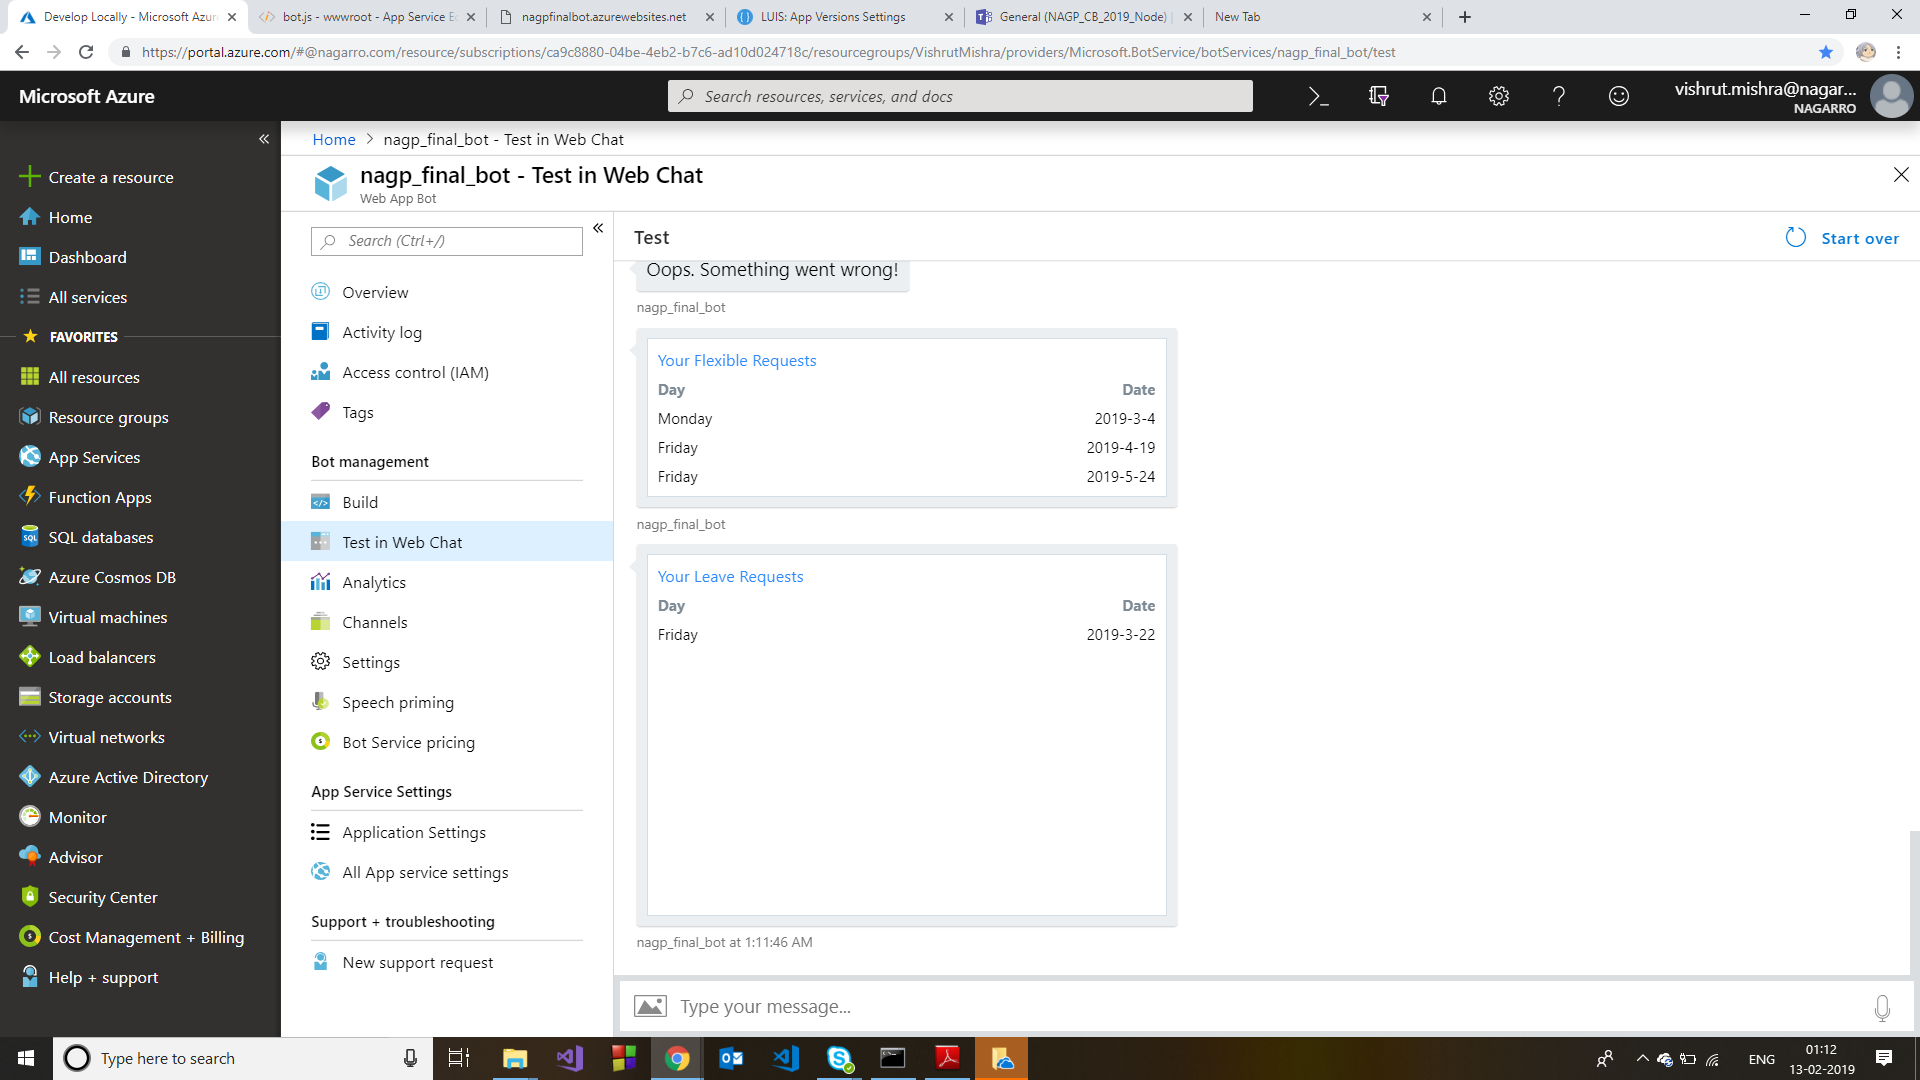 Develop Locally - Microsoft Azur
bot.js - wwwroot - App Service Ed
nagpfinalbot.azurewebsites.net
LUIS: App Versions Settings
General (NAGP_CB_2019_Node) |
New Tab
https://portal.azure.com/#@nagarro.com/resource/subscriptions/ca9c8880-04be-4eb2-b7c6-ad10d024718c/resourcegroups/VishrutMishra/providers/Microsoft.BotService/botServices/nagp_final_bot/test
Microsoft Azure
Search resources, services, and docs
vishrut.mishra@nagar...
NAGARRO
Create a resource
Home
Dashboard
All services
FAVORITES
All resources
Resource groups
App Services
Function Apps
SQL databases
Azure Cosmos DB
Virtual machines
Load balancers
Storage accounts
Virtual networks
Azure Active Directory
Monitor
Advisor
Security Center
Cost Management + Billing
Help + support
Home > nagp_final_bot - Test in Web Chat
nagp_final_bot - Test in Web Chat
Web App Bot
Search (Ctrl+/)
Overview
Activity log
Access control (IAM)
Tags
Bot management
Build
Test in Web Chat
Analytics
Channels
Settings
Speech priming
Bot Service pricing
App Service Settings
Application Settings
All App service settings
Support + troubleshooting
New support request
Test
Start over
Oops. Something went wrong!
nagp_final_bot
Your Flexible Requests
Day Date
Monday 2019-3-4
Friday 2019-4-19
Friday 2019-5-24
nagp_final_bot
Your Leave Requests
Day Date
Friday 2019-3-22
nagp_final_bot at 1:11:46 AM
Type your message...
Type here to search
ENG
01:12
13-02-2019